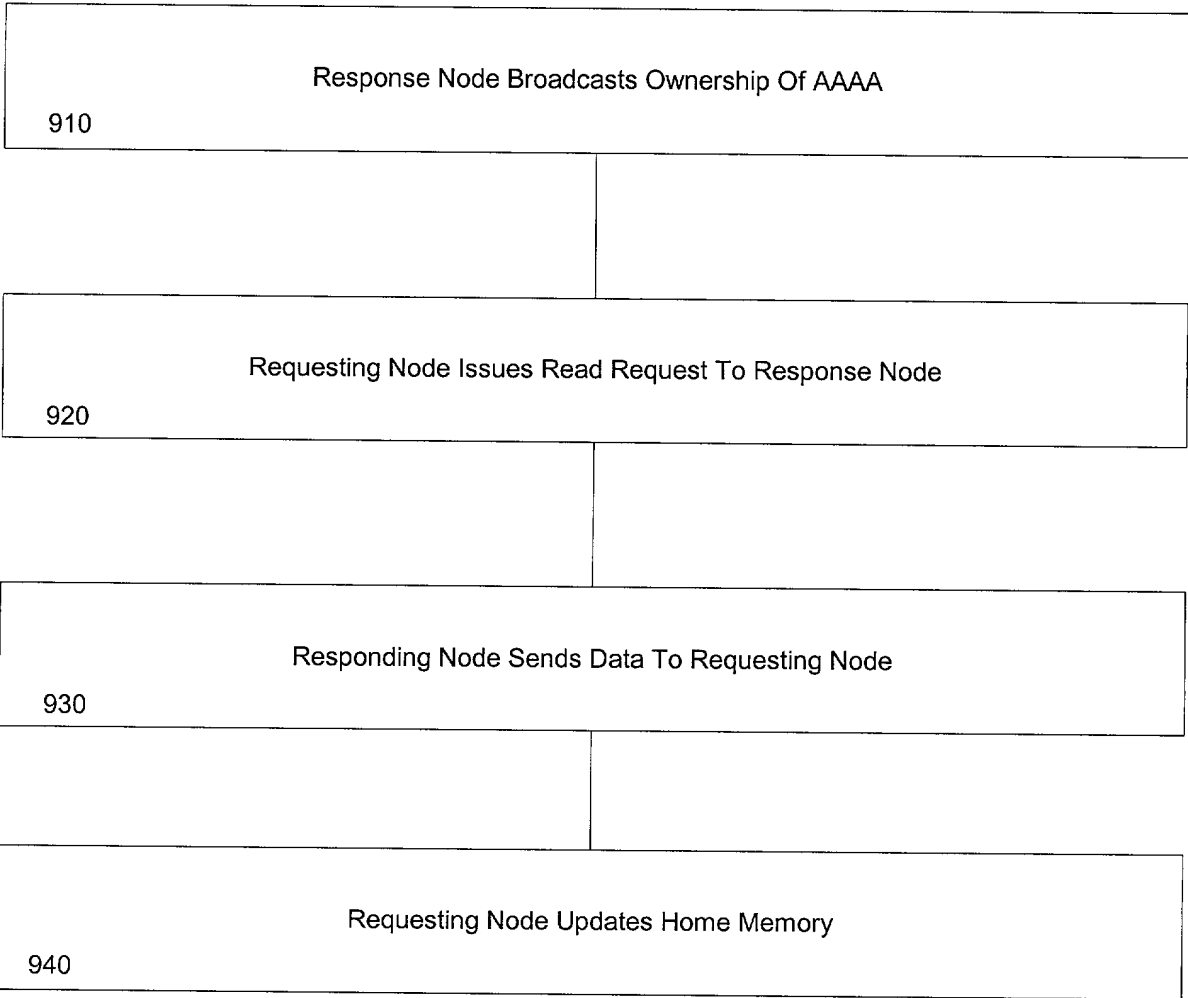 Response Node Broadcasts Ownership Of AAAA
910
Requesting Node Issues Read Request To Response Node
920
Responding Node Sends Data To Requesting Node
930
Requesting Node Updates Home Memory
940